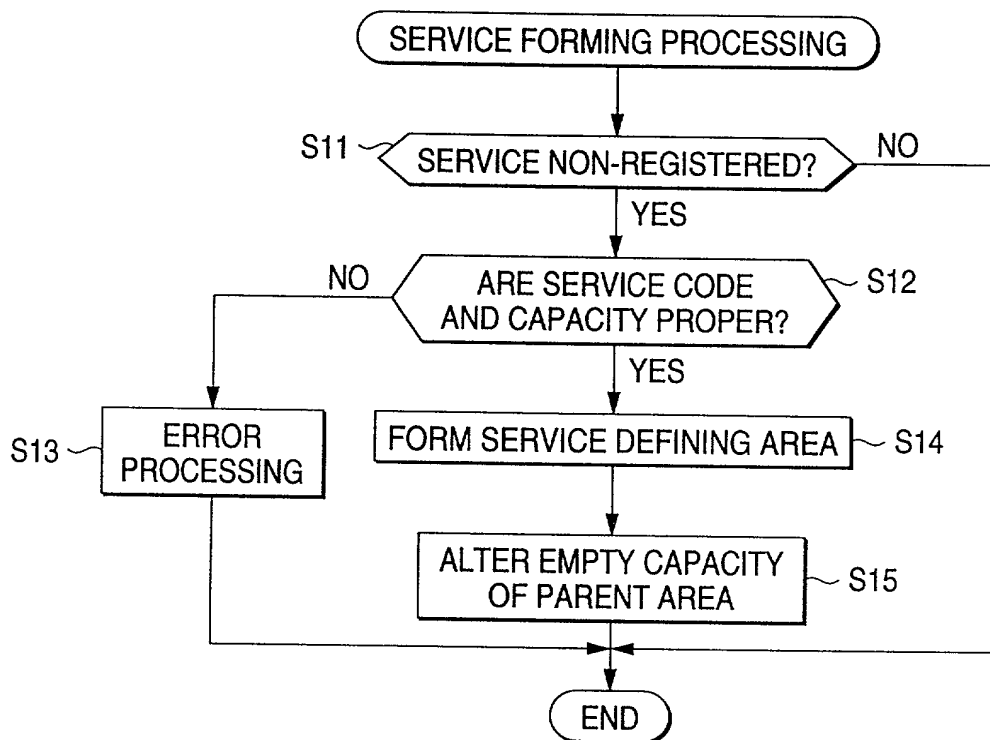 SERVICE FORMING PROCESSING
S11
SERVICE NON-REGISTERED?
NO
YES
NO
ARE SERVICE CODE
AND CAPACITY PROPER?
S12
YES
S13
ERROR
PROCESSING
FORM SERVICE DEFINING AREA
S14
ALTER EMPTY CAPACITY
OF PARENT AREA
S15
END